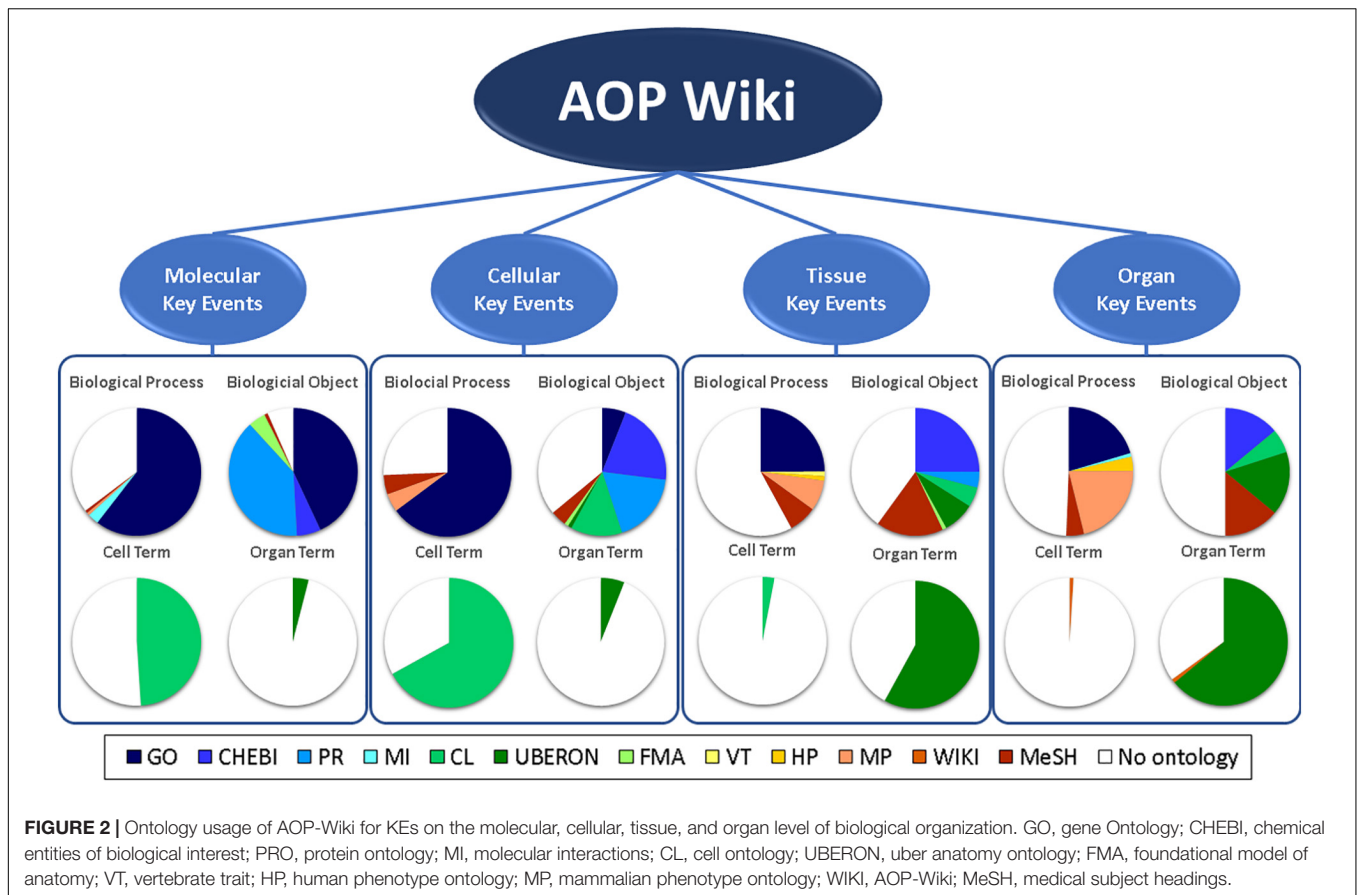 AOP Wiki
Molecular
Key Events
Cellular
Key Events
Tissue
Key Events
Organ
Key Events
Biological Process
Biologicial Object
Cell Term
Organ Term
Biolocial Process
Biological Object
Cell Term
Organ Term
Biological Process
Biological Object
Cell Term
Organ Term
Biological Process
Biological Object
Cell Term
Organ Term
GO CHEBI PR MI CL UBERON FMA VT HP MP WIKI MeSH No ontology
FIGURE 2 | Ontology usage of AOP-Wiki for KEs on the molecular, cellular, tissue, and organ level of biological organization. GO, gene Ontology; CHEBI, chemical
entities of biological interest; PRO, protein ontology; MI, molecular interactions; CL, cell ontology; UBERON, uber anatomy ontology; FMA, foundational model of
anatomy; VT, vertebrate trait; HP, human phenotype ontology; MP, mammalian phenotype ontology; WIKI, AOP-Wiki; MeSH, medical subject headings.